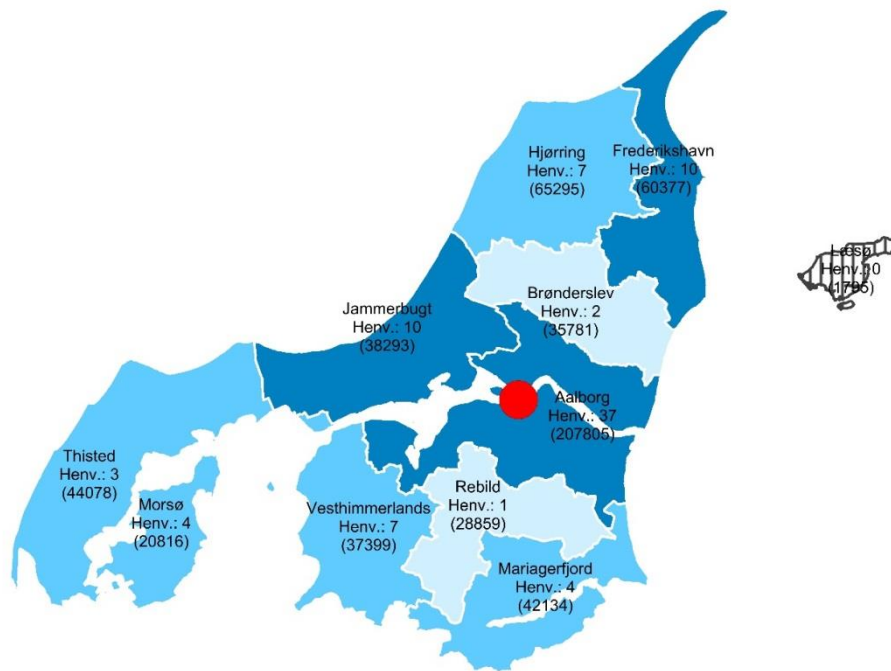 Hjørring
Henv.: 7
(65295)
Frederikshavn
Henv.: 10
(60377)
Læsø
Henv.: 0
(1795)
Brønderslev
Henv.: 2
(35781)
Jammerbugt
Henv.: 10
(38293)
Aalborg
Henv.: 37
(207805)
Thisted
Henv.: 3
(44078)
Morsø
Henv.: 4
(20816)
Vesthimmerlands
Henv.: 7
(37399)
Rebild
Henv.: 1
(28859)
Mariagerfjord
Henv.: 4
(42134)